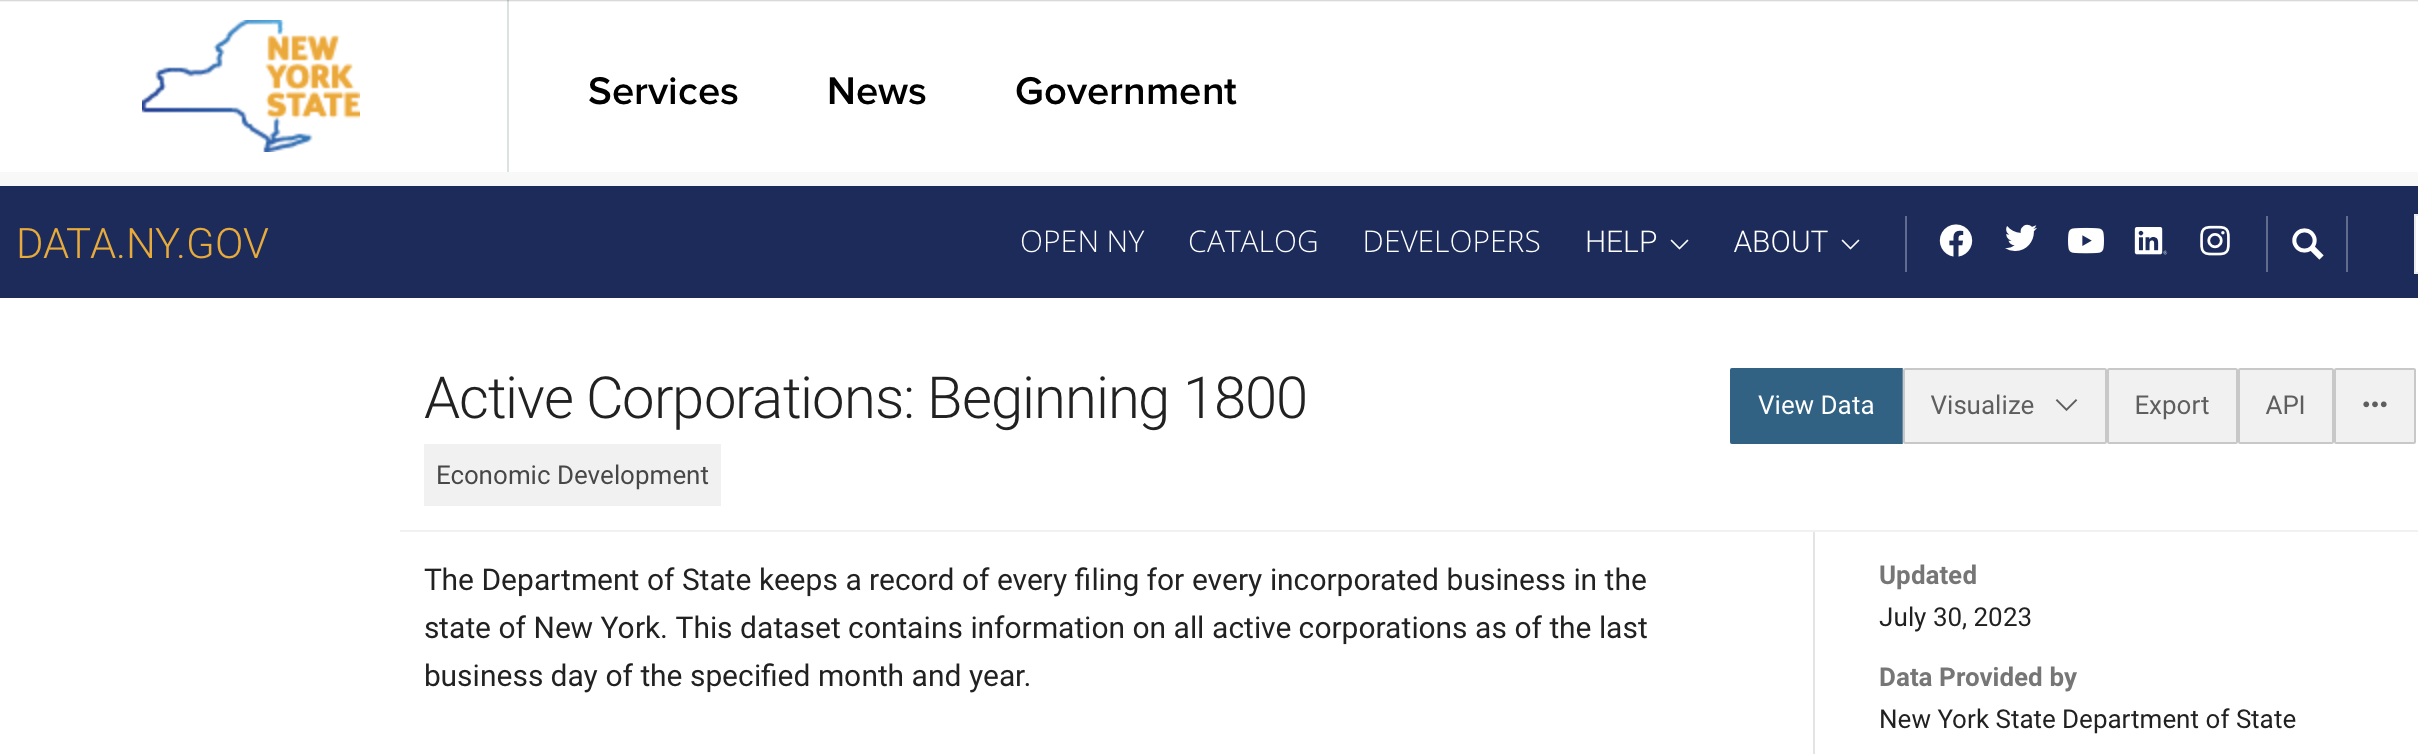 NEW
YORK
STATE
Services News Government
DATA.NY.GOV OPEN NY CATALOG DEVELOPERS HELP ABOUT
Active Corporations: Beginning 1800
View Data Visualize Export API
Economic Development
The Department of State keeps a record of every filing for every incorporated business in the
state of New York. This dataset contains information on all active corporations as of the last
business day of the specified month and year.
Updated
July 30, 2023
Data Provided by
New York State Department of State